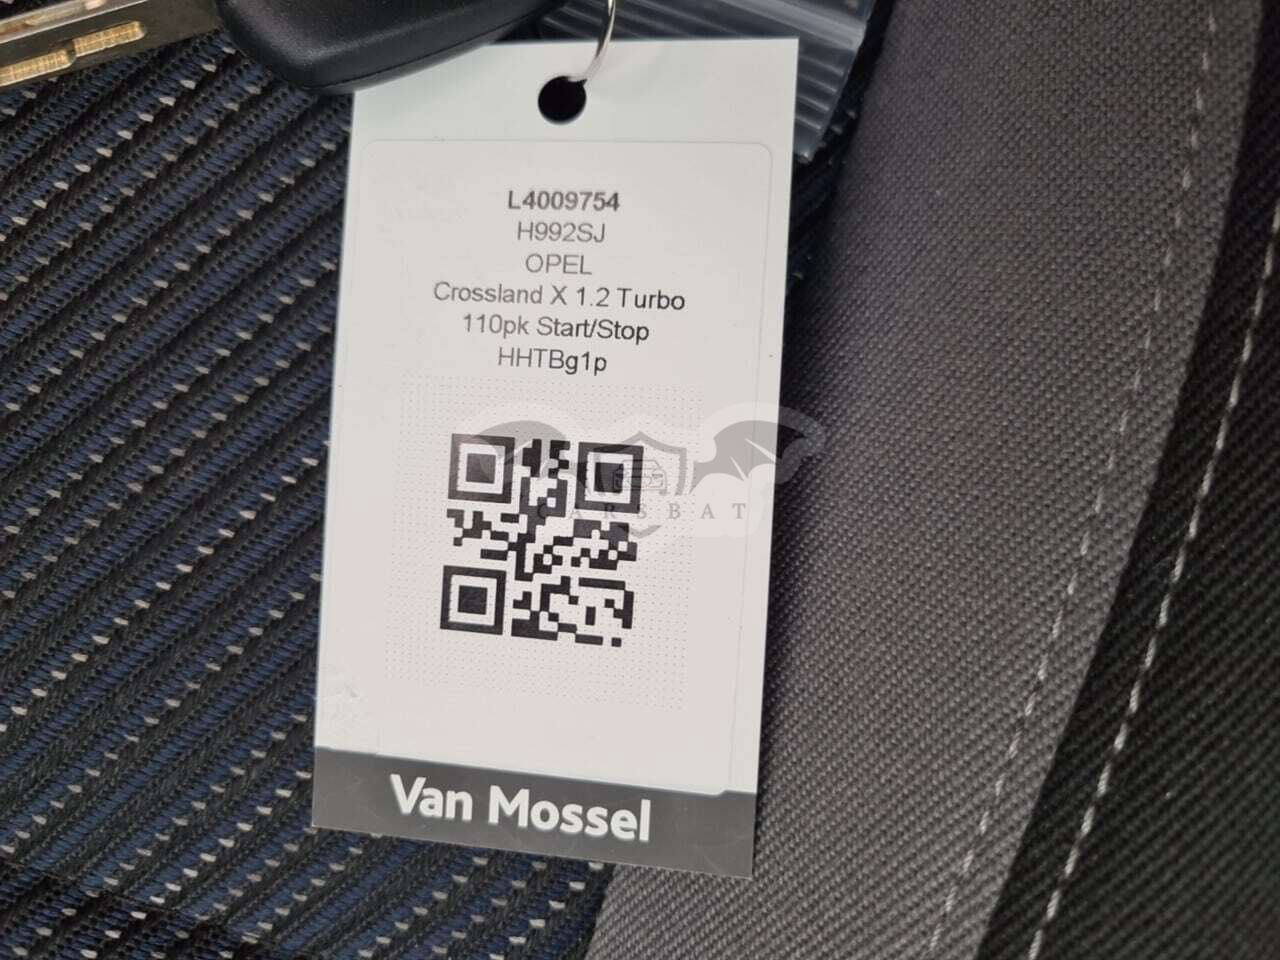 L4009754
H992SJ
OPEL
Crossland X 1.2 Turbo
110pk Start/Stop
HHTBg1p
CARSBAT
Van Mossel